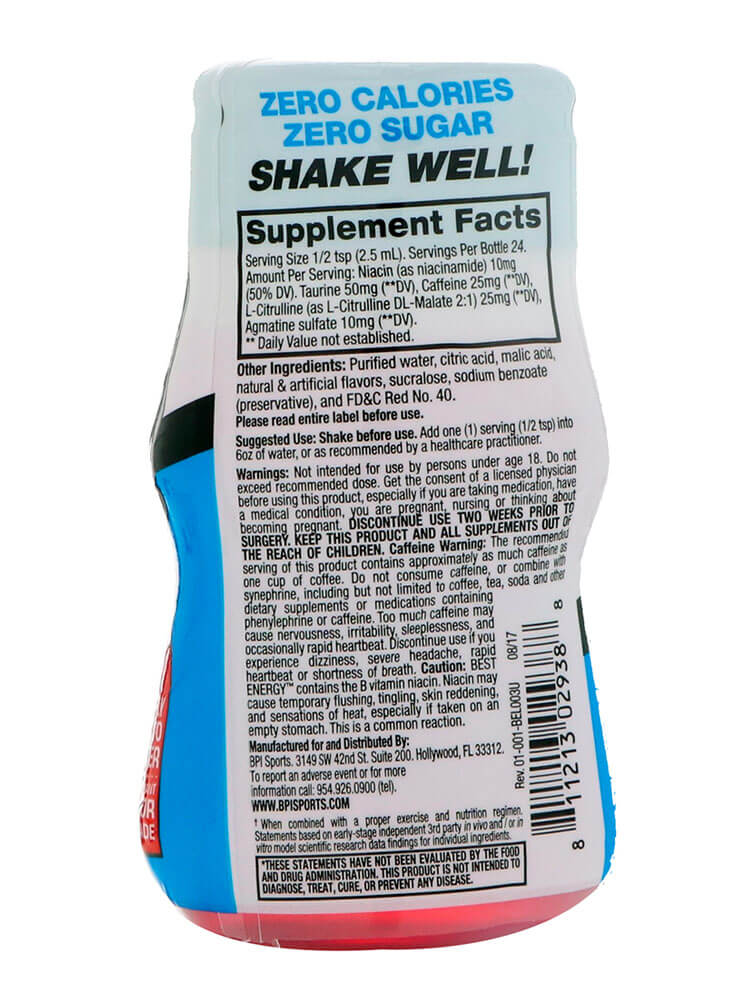 ZERO CALORIES
ZERO SUGAR
SHAKE WELL!
Supplement Facts
Serving Size 1/2 tsp (2.5 mL). Servings Per Bottle 24.
Amount Per Serving: Niacin (as niacinamide) 10mg
(50% DV). Taurine 50mg (**DV), Caffeine 25mg (**DV),
L-Citrulline (as L-Citrulline DL-Malate 2:1) 25mg (**DV),
Agmatine sulfate 10mg (**DV).
** Daily Value not established.
Other Ingredients: Purified water, citric acid, malic acid,
natural & artificial flavors, sucralose, sodium benzoate
(preservative), and FD&C Red No. 40.
Please read entire label before use.
Suggested Use: Shake before use. Add one (1) serving (1/2 tsp) into
6oz of water, or as recommended by a healthcare practitioner.
Warnings: Not intended for use by persons under age 18. Do not
exceed recommended dose. Get the consent of a licensed physician
before using this product, especially if you are taking medication, have
a medical condition, you are pregnant, nursing or thinking about
becoming pregnant. DISCONTINUE USE TWO WEEKS PRIOR TO
SURGERY. KEEP THIS PRODUCT AND ALL SUPPLEMENTS OUT OF
THE REACH OF CHILDREN. Caffeine Warning: The recommended
serving of this product contains approximately as much caffeine as
one cup of coffee. Do not consume caffeine, or combine with
synephrine, including but not limited to coffee, tea, soda and other
dietary supplements or medications containing
phenylephrine or caffeine. Too much caffeine may
cause nervousness, irritability, sleeplessness, and
occasionally rapid heartbeat. Discontinue use if you
experience dizziness, severe headache, rapid
heartbeat or shortness of breath. Caution: BEST
ENERGY™ contains the B vitamin niacin. Niacin may
cause temporary flushing, tingling, skin reddening,
and sensations of heat, especially if taken on an
empty stomach. This is a common reaction.
Manufactured for and Distributed By:
BPI Sports. 3149 SW 42nd St. Suite 200. Hollywood, FL 33312.
To report an adverse event or for more
information call: 954.926.0900 (tel).
WWW.BPISPORTS.COM
† When combined with a proper exercise and nutrition regimen.
Statements based on early-stage independent 3rd party in vivo and / or in
vitro model scientific research data findings for individual ingredients.
*THESE STATEMENTS HAVE NOT BEEN EVALUATED BY THE FOOD
AND DRUG ADMINISTRATION. THIS PRODUCT IS NOT INTENDED TO
DIAGNOSE, TREAT, CURE, OR PREVENT ANY DISEASE.
Rev. 01-001-BEL003U 08/17
8 11213 02938 8